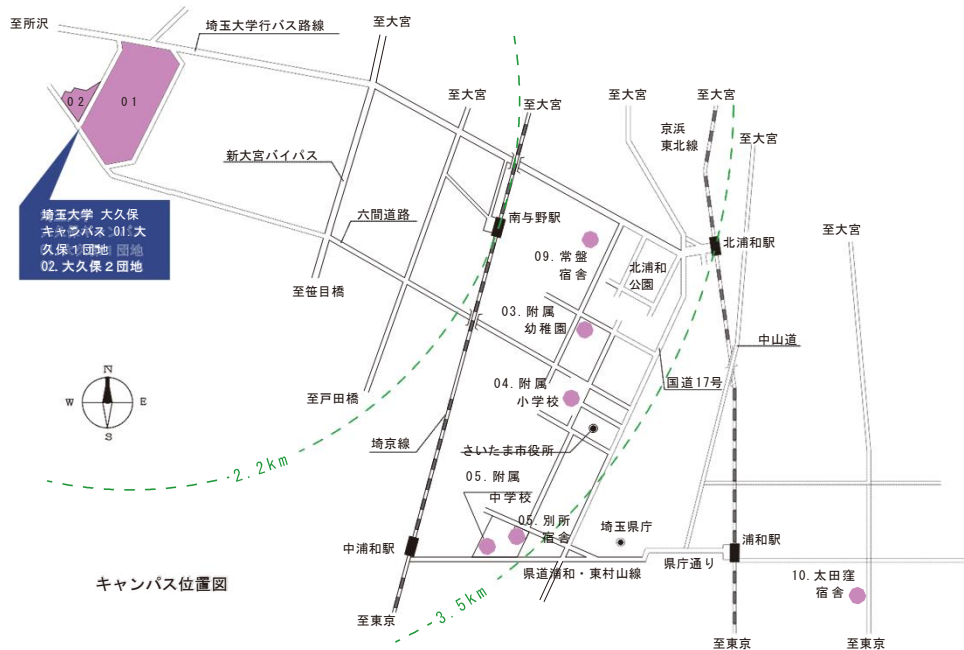 至所沢
埼玉大学行バス路線
至大宮
02
01
至大宮
至大宮
至大宮
至大宮
京浜
東北線
至大宮
新大宮バイパス
埼玉大学 大久保
キャンパス 01.大
久保1団地
02.大久保2団地
六間道路
南与野駅
09.常盤
宿舎
北浦和
公園
北浦和駅
至大宮
至笹目橋
03.附属
幼稚園
中山道
N
W
E
S
04.附属
小学校
国道17号
至戸田橋
埼京線
さいたま市役所
2.2km
05.附属
中学校
05.別所
宿舎
埼玉県庁
中浦和駅
浦和駅
県庁通り
県道浦和・東村山線
キャンパス位置図
10.太田窪
宿舎
3.5km
至東京
至東京
至東京